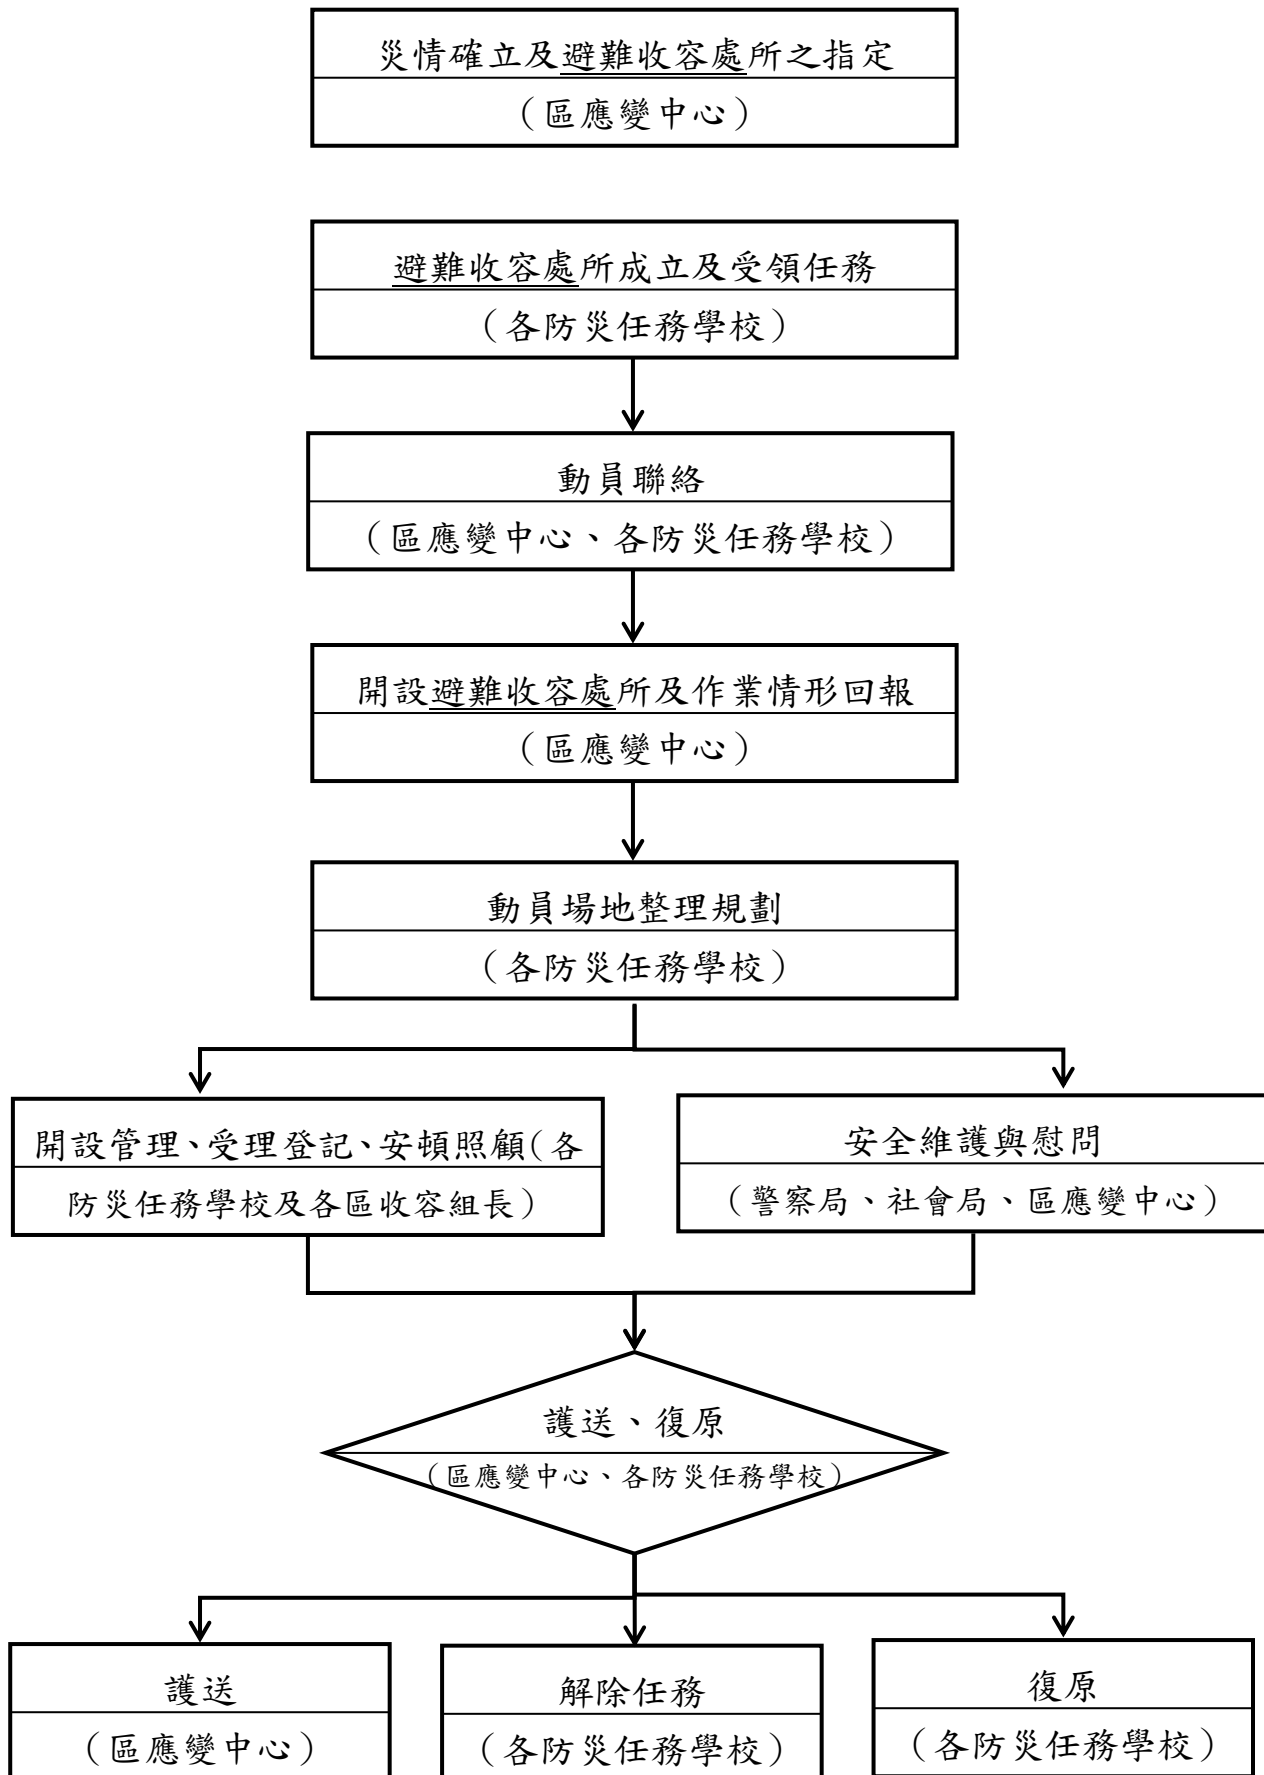 災情確立及避難收容處所之指定
（區應變中心）
避難收容處所成立及受領任務
（各防災任務學校）
動員聯絡
（區應變中心、各防災任務學校）
開設避難收容處所及作業情形回報
（區應變中心）
動員場地整理規劃
（各防災任務學校）
開設管理、受理登記、安頓照顧(各
防災任務學校及各區收容組長)
安全維護與慰問
（警察局、社會局、區應變中心）
護送、復原
（區應變中心、各防災任務學校）
護送
（區應變中心）
解除任務
（各防災任務學校）
復原
（各防災任務學校）